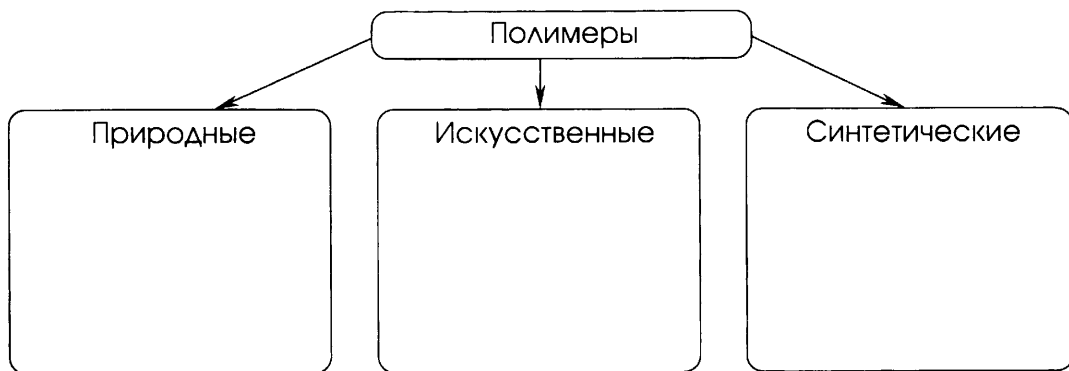 Полимеры
Природные
Искусственные
Синтетические